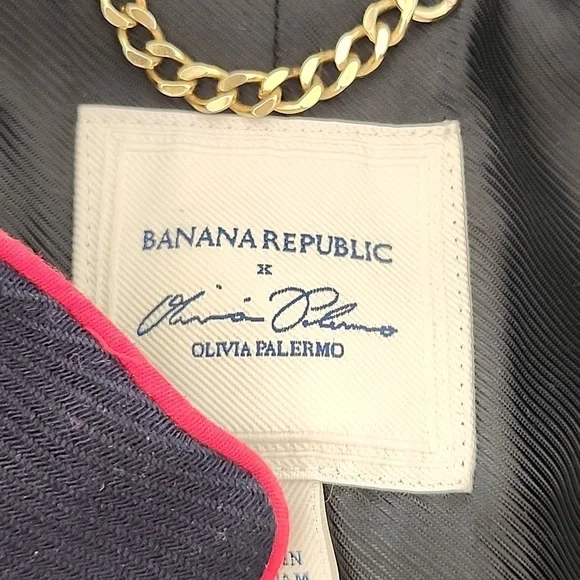 BANANA REPUBLIC
X
Olivia Palermo
OLIVIA PALERMO